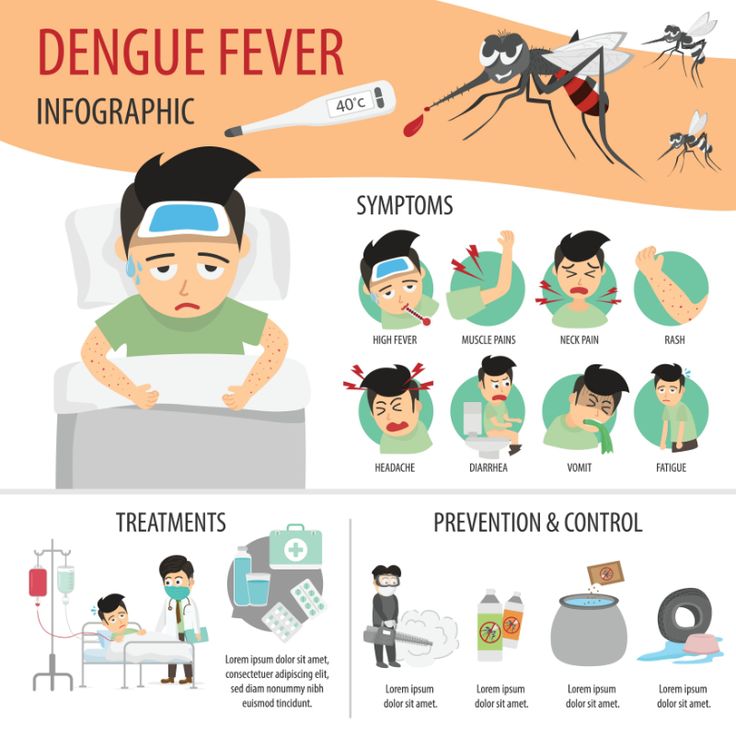 DENGUE FEVER
INFOGRAPHIC
40°c
SYMPTOMS
HIGH FEVER
MUSCLE PAINS
NECK PAIN
RASH
HEADACHE
DIARRHEA
VOMIT
FATIGUE
TREATMENTS
Lorem ipsum dolor sit amet,
consectetuer adipiscing elit,
sed diam nonummy nibh
euismod tincidunt.
PREVENTION & CONTROL
Lorem ipsum
dolor sit amet.
Lorem ipsum
dolor sit amet.
Lorem ipsum
dolor sit amet.
Lorem ipsum
dolor sit amet.